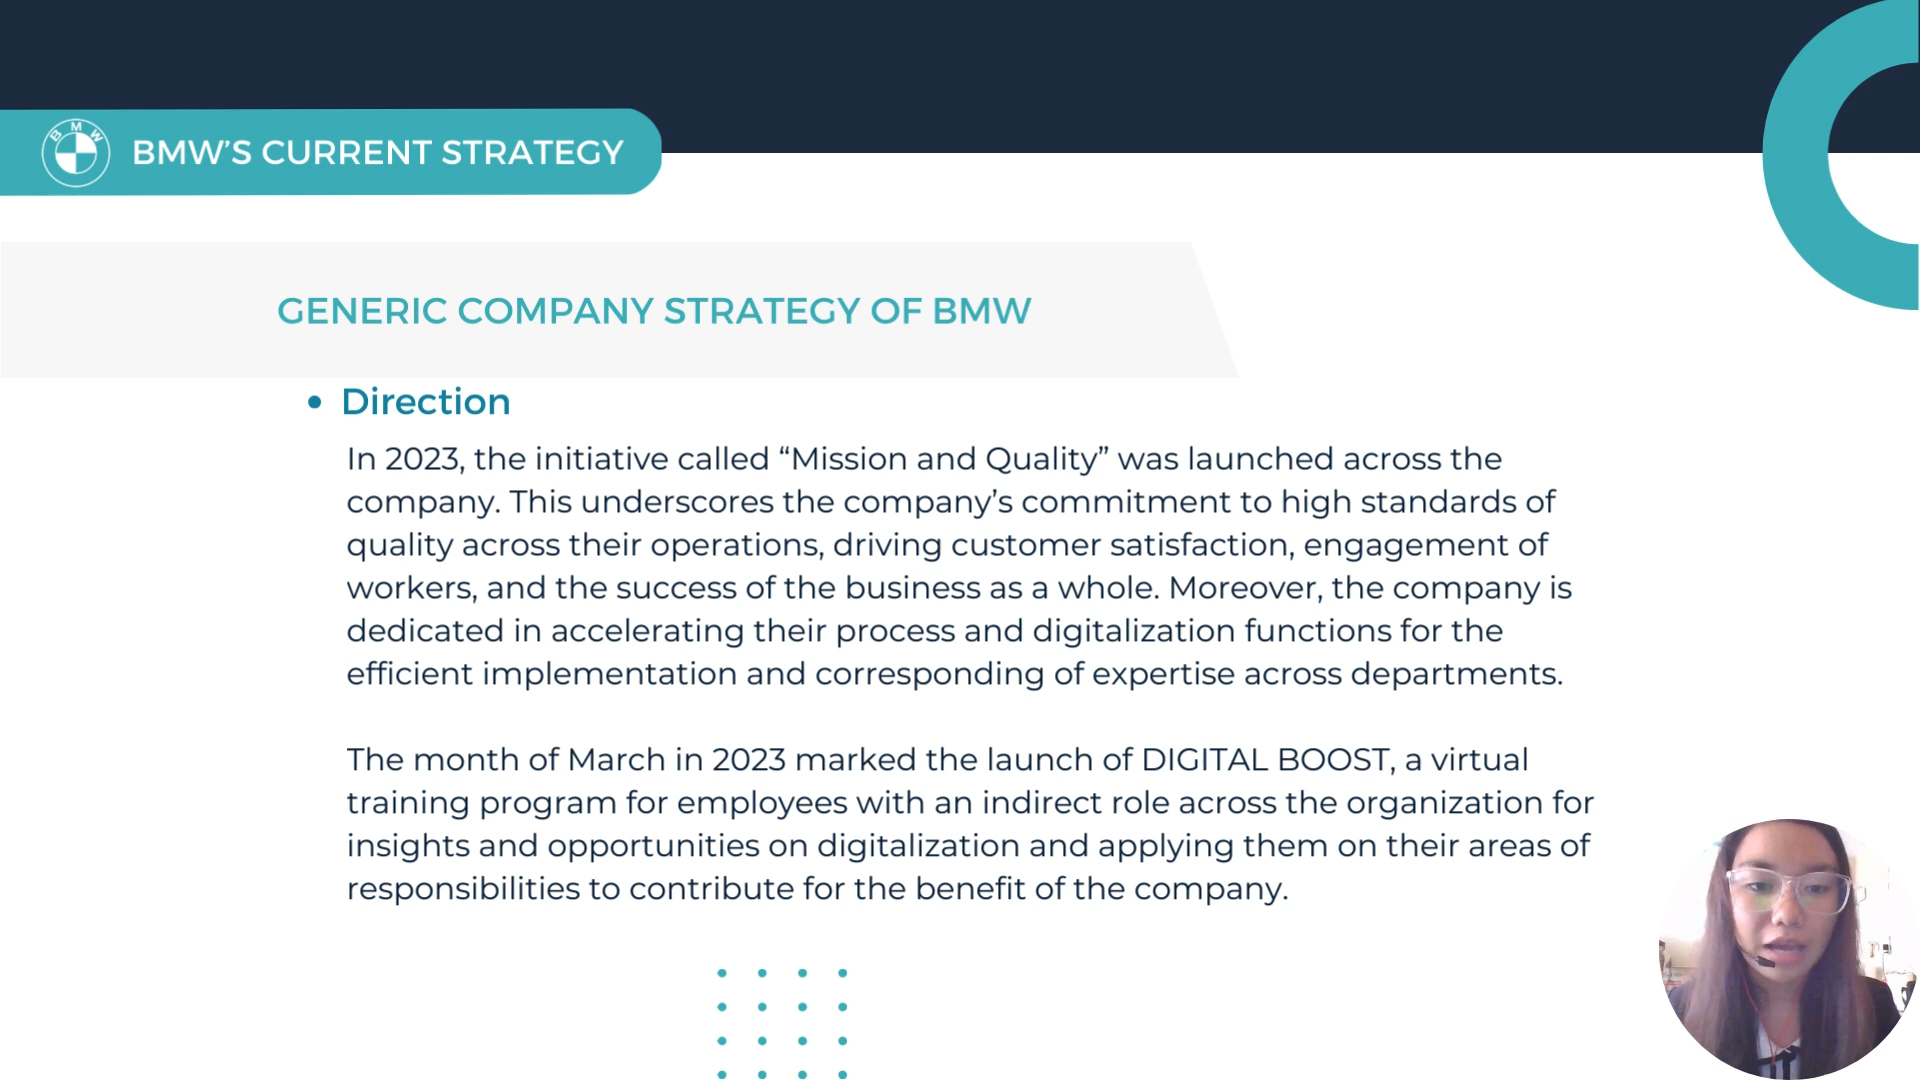 BMW
BMW’S CURRENT STRATEGY
GENERIC COMPANY STRATEGY OF BMW
• Direction
In 2023, the initiative called “Mission and Quality” was launched across the
company. This underscores the company’s commitment to high standards of
quality across their operations, driving customer satisfaction, engagement of
workers, and the success of the business as a whole. Moreover, the company is
dedicated in accelerating their process and digitalization functions for the
efficient implementation and corresponding of expertise across departments.
The month of March in 2023 marked the launch of DIGITAL BOOST, a virtual
training program for employees with an indirect role across the organization for
insights and opportunities on digitalization and applying them on their areas of
responsibilities to contribute for the benefit of the company.